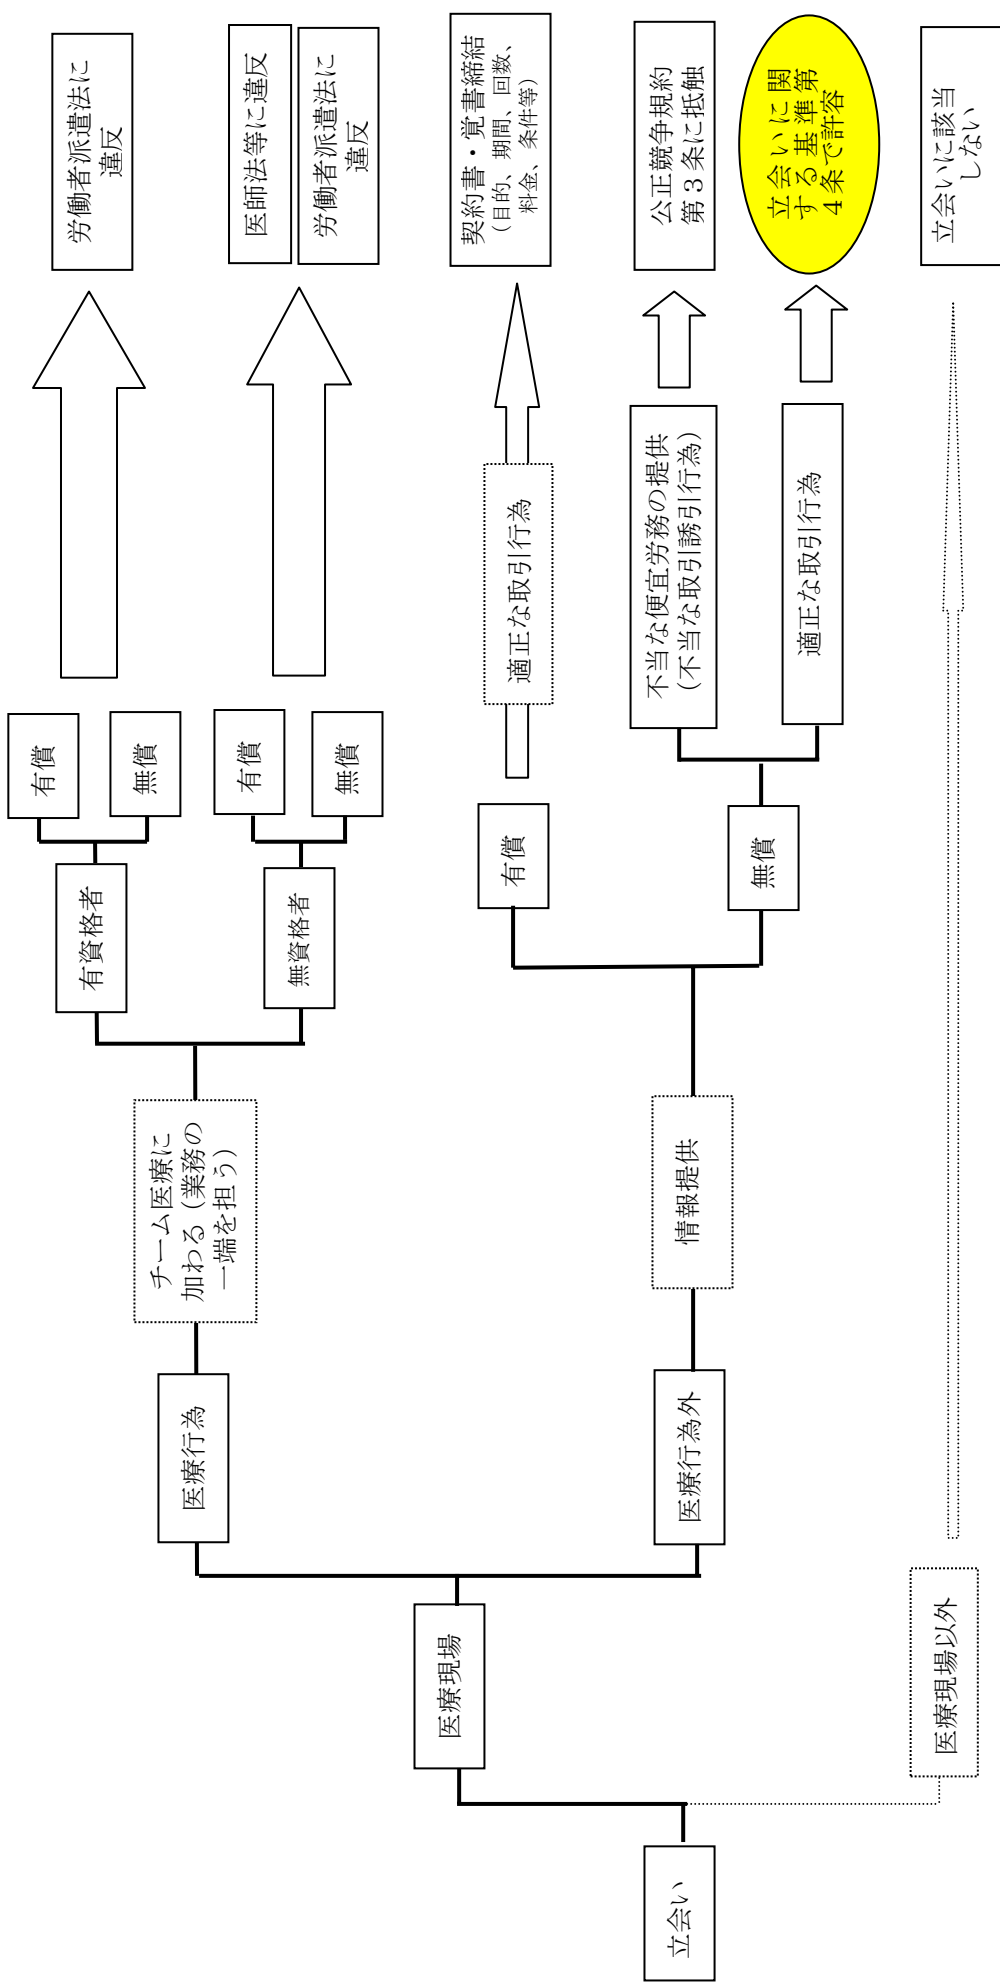 立会い
医療現場
医療行為
チーム医療に
加わる（業務の
一端を担う）
有資格者
有償
無償
労働者派遣法に
違反
無資格者
有償
無償
医師法等に違反
労働者派遣法に
違反
医療行為外
情報提供
有償
適正な取引行為
契約書・覚書締結
（目的、期間、回数、
料金、条件等）
無償
不当な便宜労務の提供
（不当な取引誘引行為）
公正競争規約
第３条に抵触
適正な取引行為
立会いに関
する基準第
４条で許容
医療現場以外
立会いに該当
しない